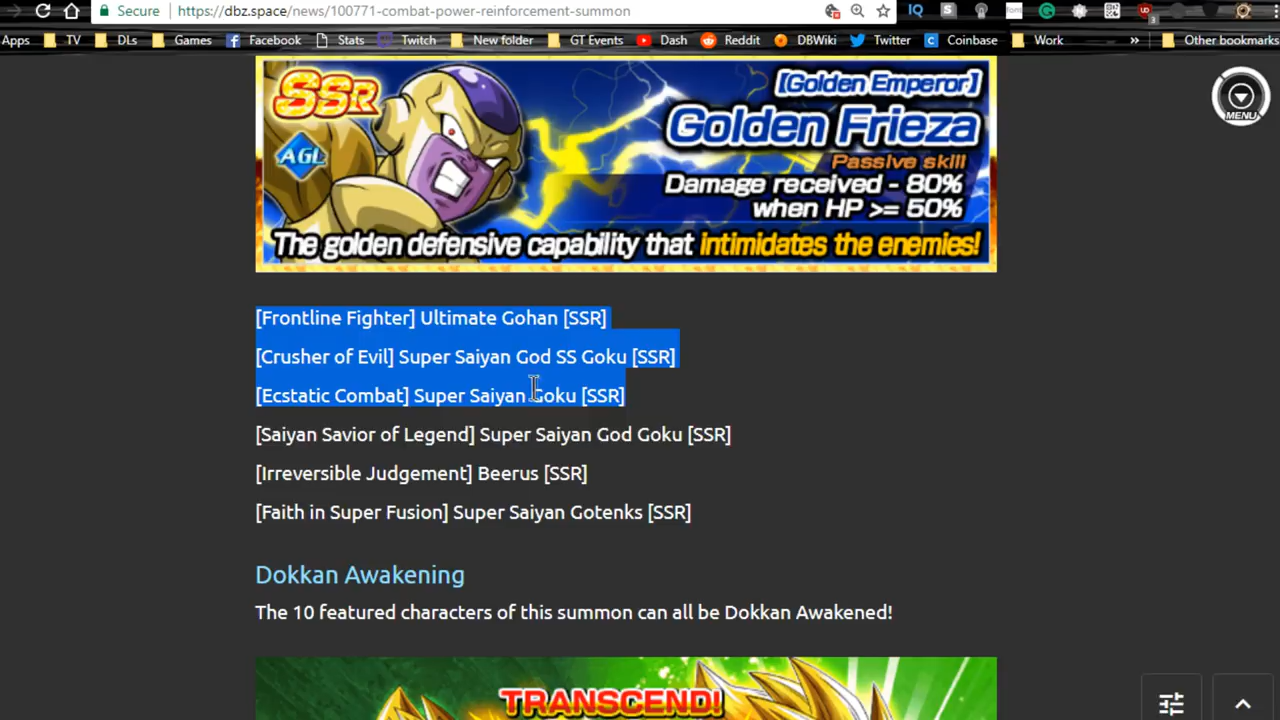 Secure https://dbz.space/news/100771-combat-power-reinforcement-summon
Apps TV DLs Games Facebook Stats Twitch New folder GT Events Dash Reddit DBWiki Twitter Coinbase Work » Other bookmarks
SSR
[Golden Emperor]
Golden Frieza
AGL
Passive skill
Damage received - 80%
when HP >= 50%
The golden defensive capability that intimidates the enemies!
MENU
[Frontline Fighter] Ultimate Gohan [SSR]
[Crusher of Evil] Super Saiyan God SS Goku [SSR]
[Ecstatic Combat] Super Saiyan Goku [SSR]
[Saiyan Savior of Legend] Super Saiyan God Goku [SSR]
[Irreversible Judgement] Beerus [SSR]
[Faith in Super Fusion] Super Saiyan Gotenks [SSR]
Dokkan Awakening
The 10 featured characters of this summon can all be Dokkan Awakened!
TRANSCEND!